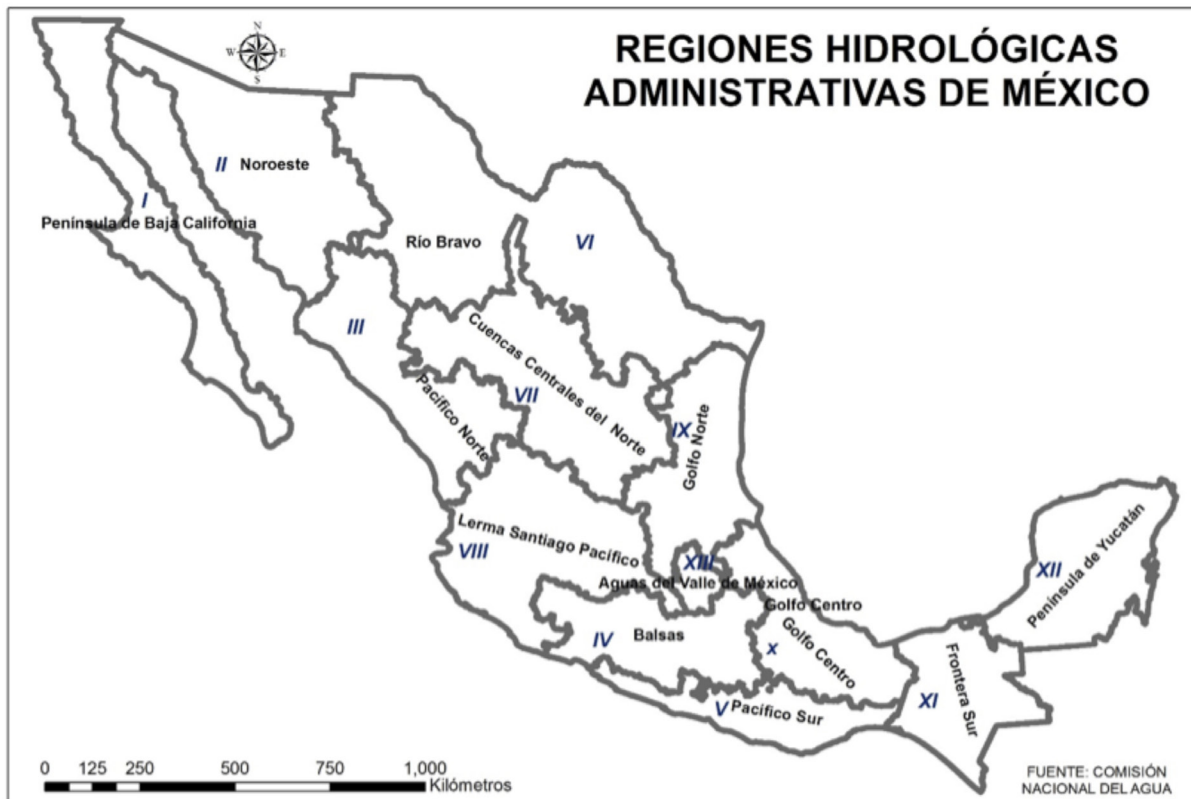 REGIONES HIDROLÓGICAS
ADMINISTRATIVAS DE MÉXICO
N
W E
S
II Noroeste
I
Península de Baja California
Río Bravo
VI
III
Cuencas Centrales del Norte
VII
Pacífico Norte
IX
Golfo Norte
Lerma Santiago Pacífico
VIII
XIII
Aguas del Valle de México
Golfo Centro
Golfo Centro
x
IV
Balsas
V
Pacífico Sur
XII
Península de Yucatán
Frontera Sur
XI
0 125 250 500 750 1,000
Kilómetros
FUENTE: COMISIÓN
NACIONAL DEL AGUA